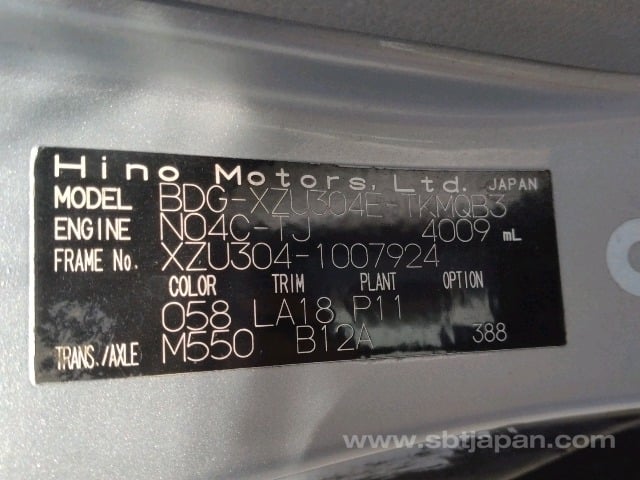 Hino Motors, Ltd. JAPAN
MODEL BDG-XZU304E-TKMQB3
ENGINE N04C-TJ 4009 mL
FRAME No. XZU304-1007924
COLOR TRIM PLANT OPTION
058 LA18 P11
TRANS./AXLE M550 B12A 388
www.sbtjapan.com